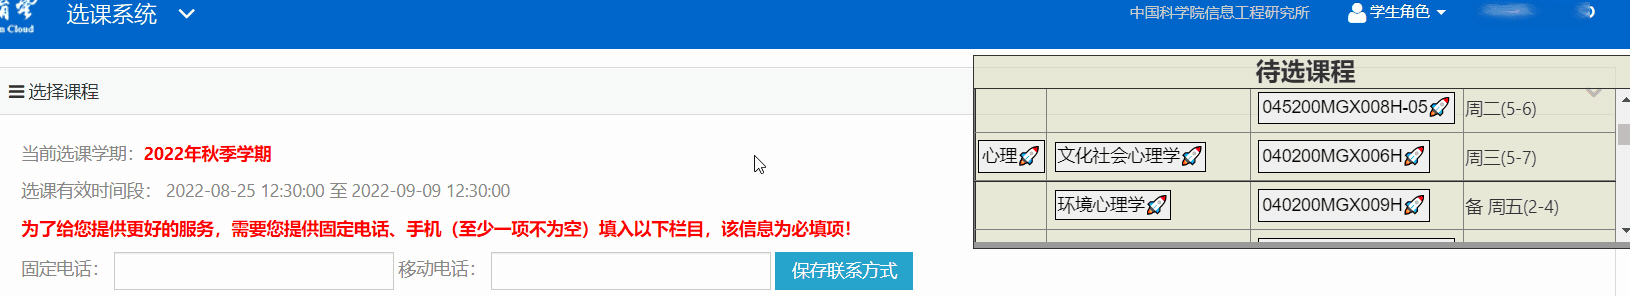 选课系统
中国科学院信息工程研究所
学生角色
n Cloud
选择课程
当前选课学期：2022年秋季学期
选课有效时间段： 2022-08-25 12:30:00 至 2022-09-09 12:30:00
为了给您提供更好的服务，需要您提供固定电话、手机（至少一项不为空）填入以下栏目，该信息为必填项！
固定电话： 移动电话： 保存联系方式
待选课程
045200MGX008H-05🚀 周二(5-6)
心理🚀 文化社会心理学🚀 040200MGX006H🚀 周三(5-7)
环境心理学🚀 040200MGX009H🚀 备 周五(2-4)